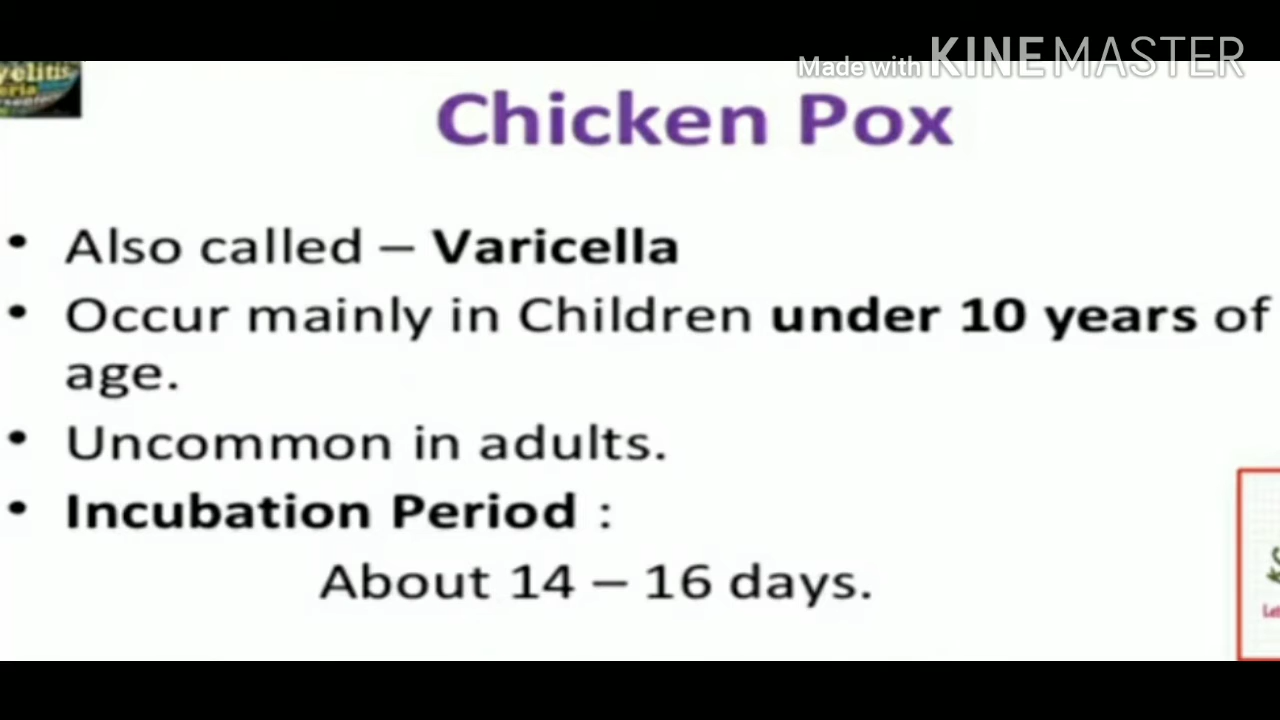 Made with KINEMASTER
yelitis
Chicken Pox
• Also called – Varicella
• Occur mainly in Children under 10 years of
age.
• Uncommon in adults.
• Incubation Period :
About 14 – 16 days.